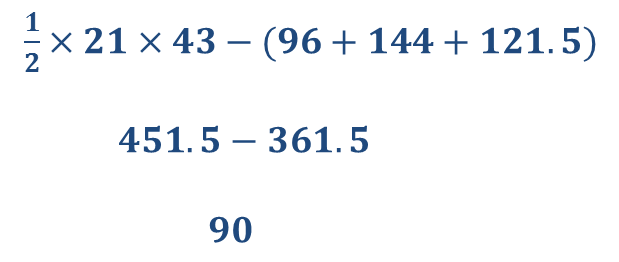 1/2 × 21 × 43 − (96 + 144 + 121.5)
451.5 − 361.5
90